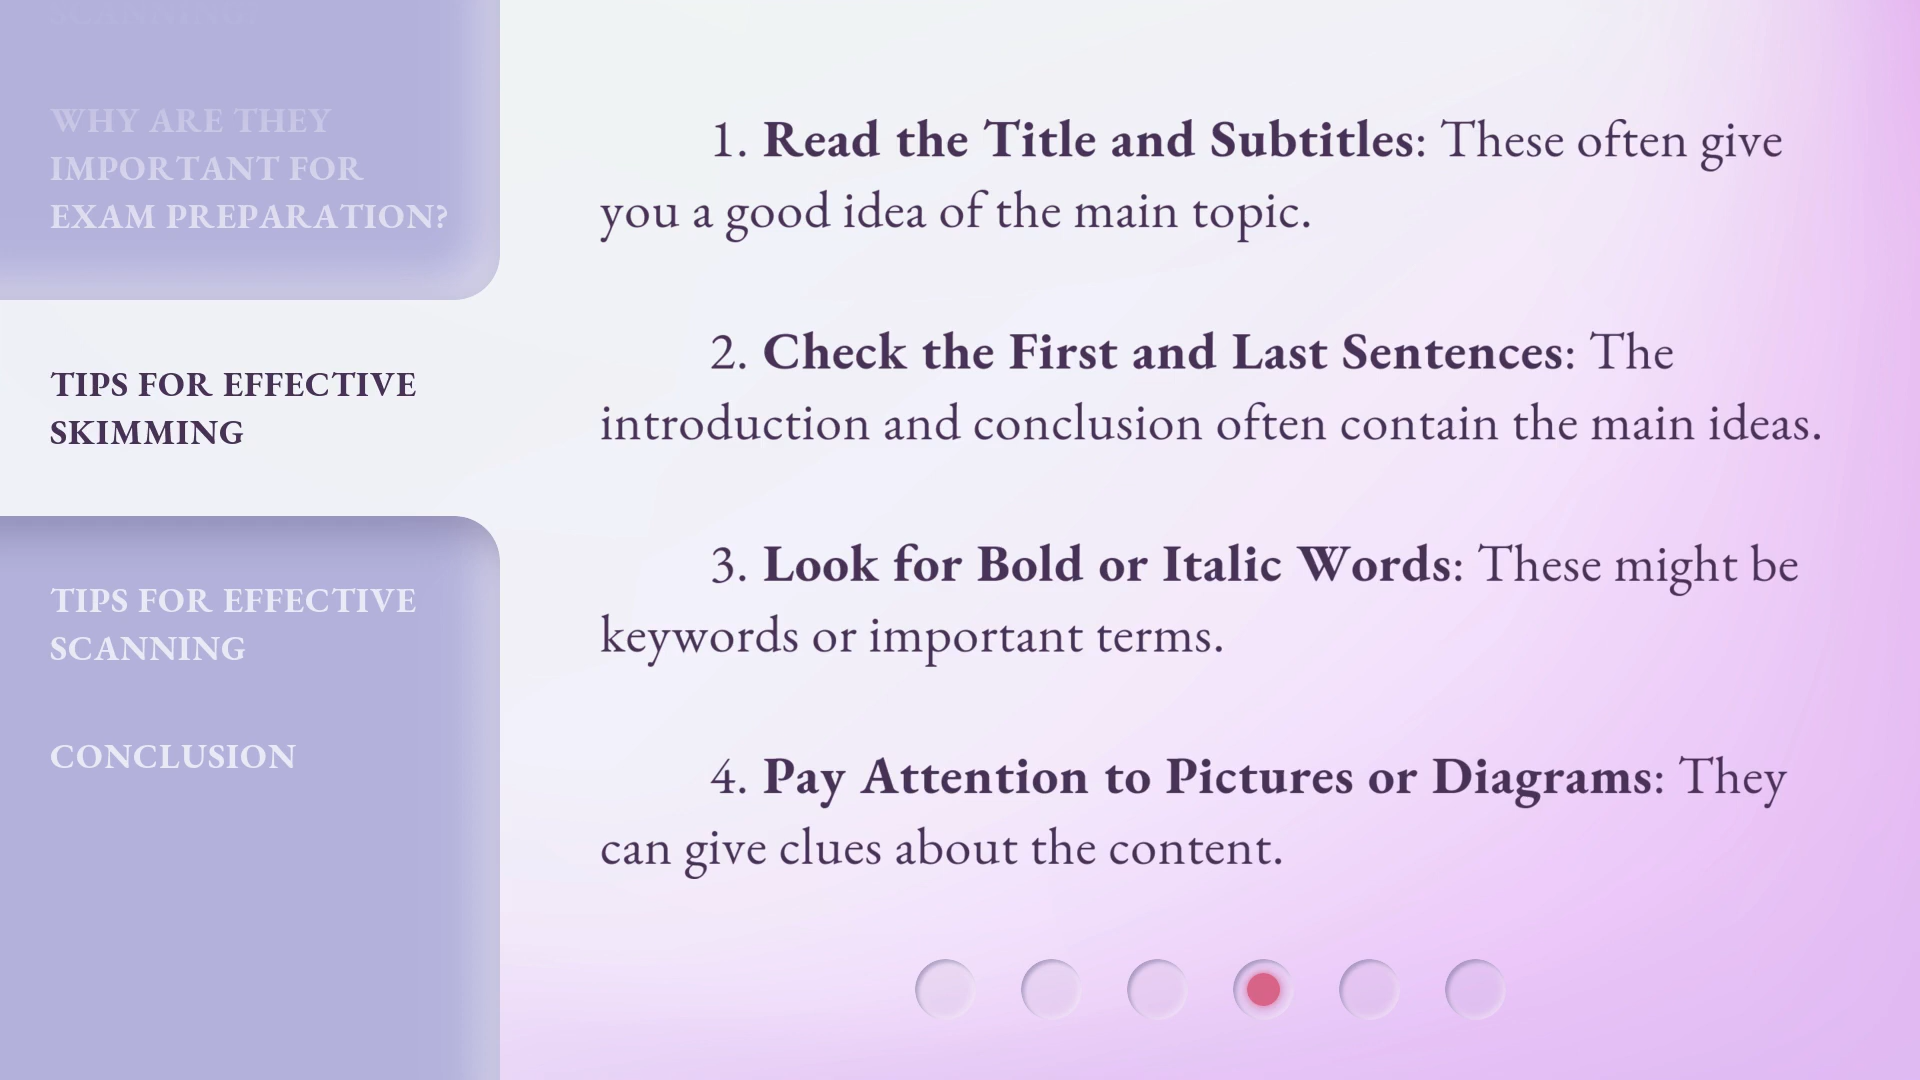 SCANNING?
WHY ARE THEY
IMPORTANT FOR
EXAM PREPARATION?
TIPS FOR EFFECTIVE
SKIMMING
TIPS FOR EFFECTIVE
SCANNING
CONCLUSION
1. Read the Title and Subtitles: These often give
you a good idea of the main topic.
2. Check the First and Last Sentences: The
introduction and conclusion often contain the main ideas.
3. Look for Bold or Italic Words: These might be
keywords or important terms.
4. Pay Attention to Pictures or Diagrams: They
can give clues about the content.